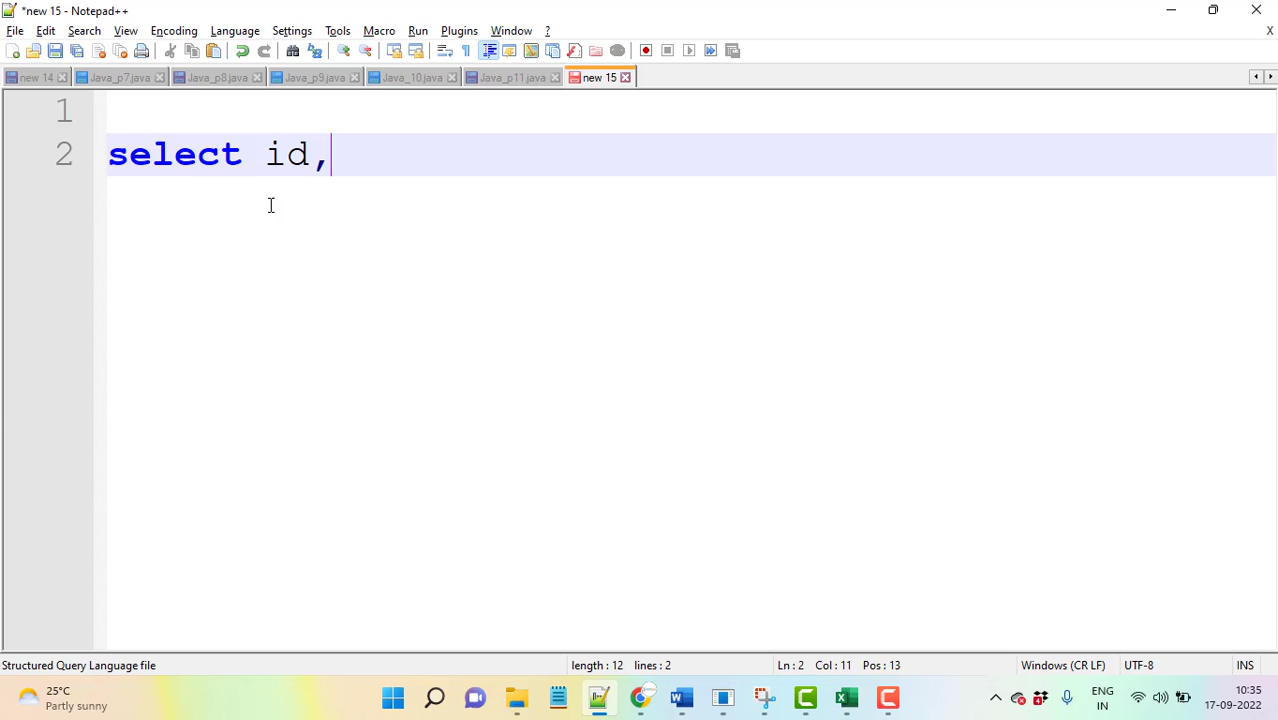 *new 15 - Notepad++
File Edit Search View Encoding Language Settings Tools Macro Run Plugins Window ? X
new 14 Java_p7.java Java_p8.java Java_p9.java Java_10.java Java_p11.java new 15
1
2 select id,
Structured Query Language file length : 12 lines : 2 Ln : 2 Col : 11 Pos : 13 Windows (CR LF) UTF-8 INS
25°C
Partly sunny
ENG
IN
10:35
17-09-2022